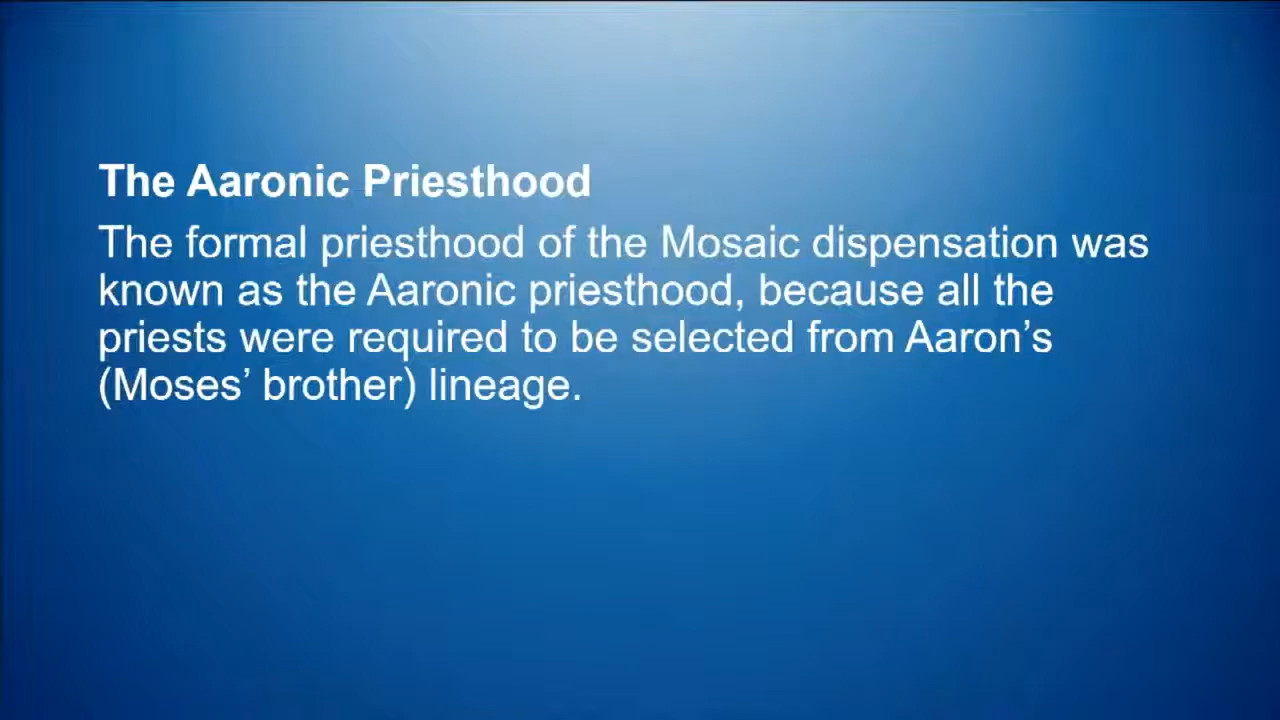 The Aaronic Priesthood
The formal priesthood of the Mosaic dispensation was
known as the Aaronic priesthood, because all the
priests were required to be selected from Aaron’s
(Moses’ brother) lineage.